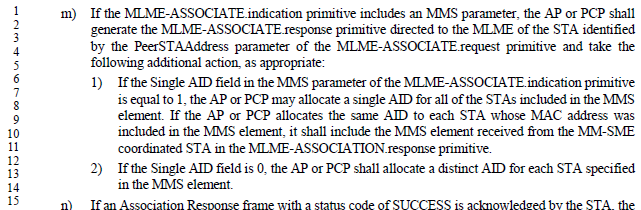 1 m) If the MLME-ASSOCIATE.indication primitive includes an MMS parameter, the AP or PCP shall
2 generate the MLME-ASSOCIATE.response primitive directed to the MLME of the STA identified
3 by the PeerSTAAddress parameter of the MLME-ASSOCIATE.request primitive and take the
4 following additional action, as appropriate:
5
6 1) If the Single AID field in the MMS parameter of the MLME-ASSOCIATE.indication primitive
7 is equal to 1, the AP or PCP may allocate a single AID for all of the STAs included in the MMS
8 element. If the AP or PCP allocates the same AID to each STA whose MAC address was
9 included in the MMS element, it shall include the MMS element received from the MM-SME
10 coordinated STA in the MLME-ASSOCIATION.response primitive.
11
12
13 2) If the Single AID field is 0, the AP or PCP shall allocate a distinct AID for each STA specified
14 in the MMS element.
15 n) If an Association Response frame with a status code of SUCCESS is acknowledged by the STA, the